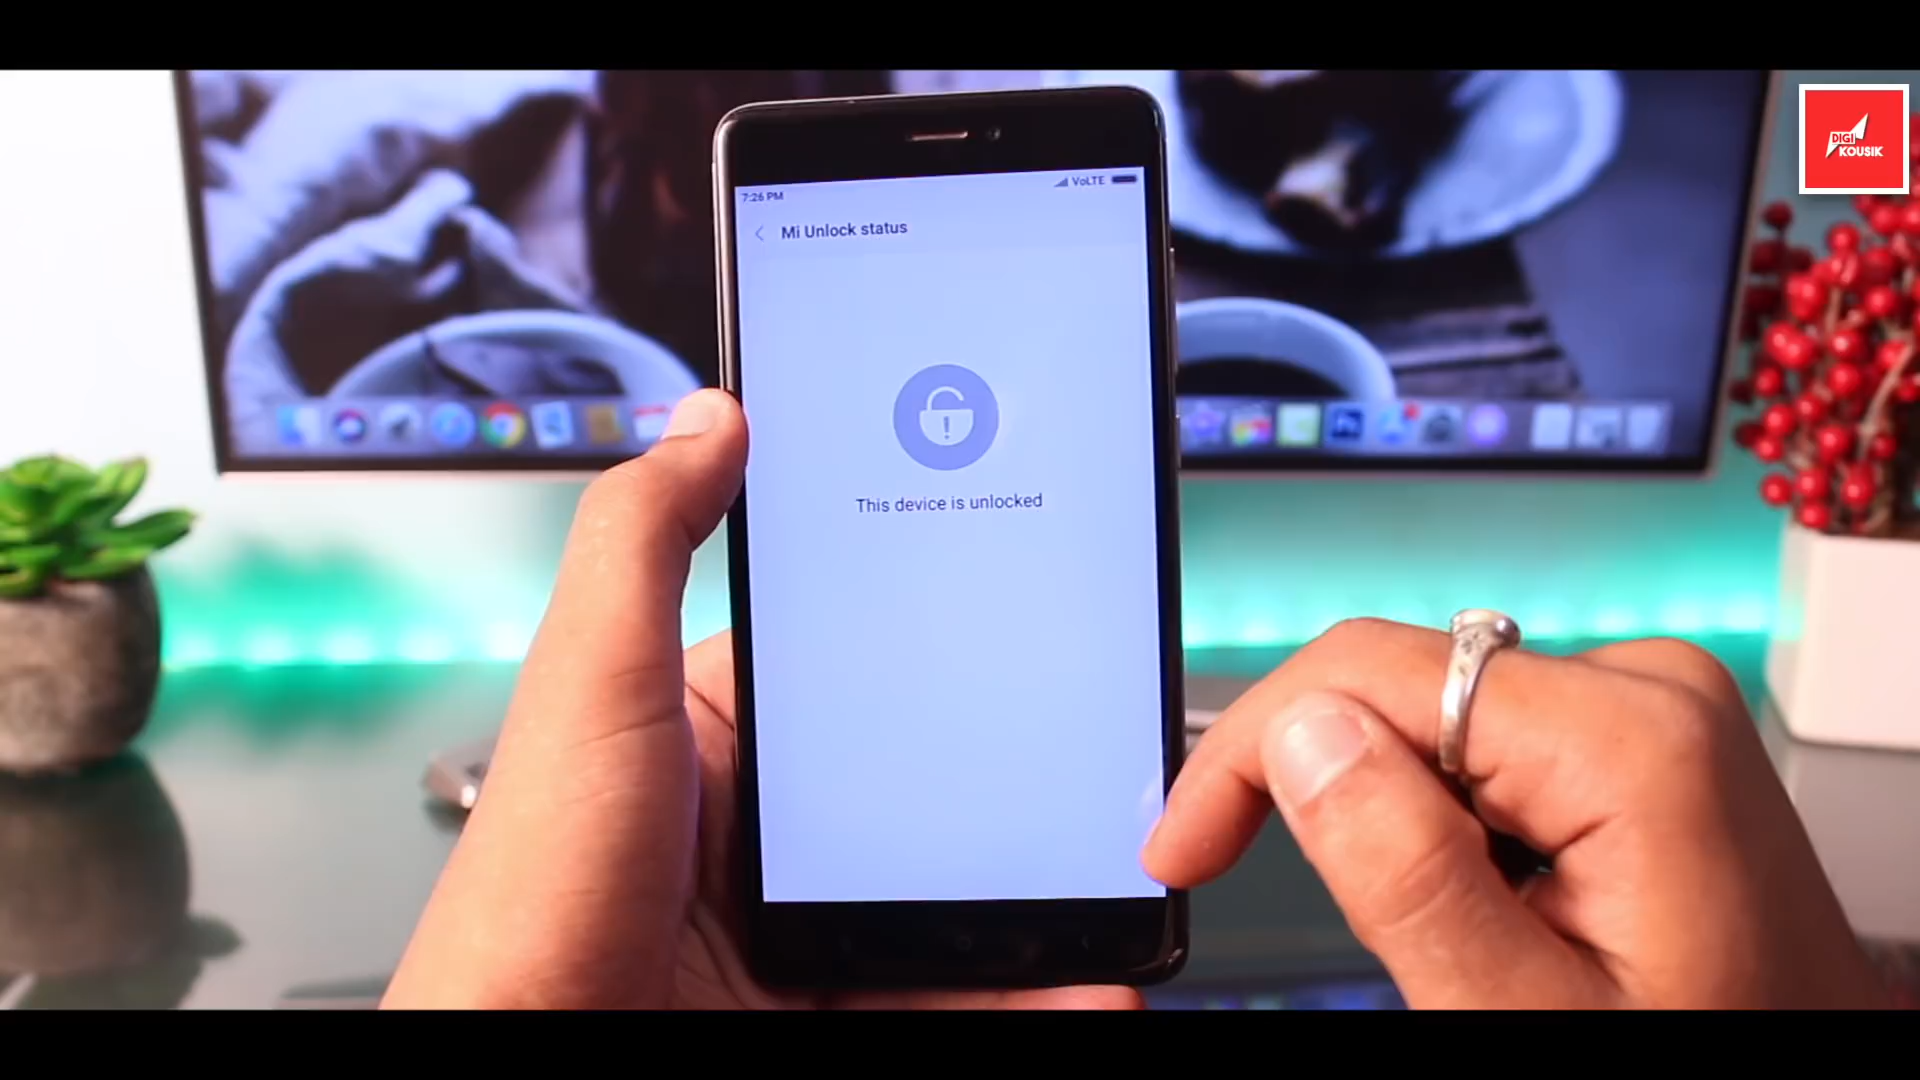 DIGI
KOUSIK
7:26 PM
VoLTE
Mi Unlock status
This device is unlocked